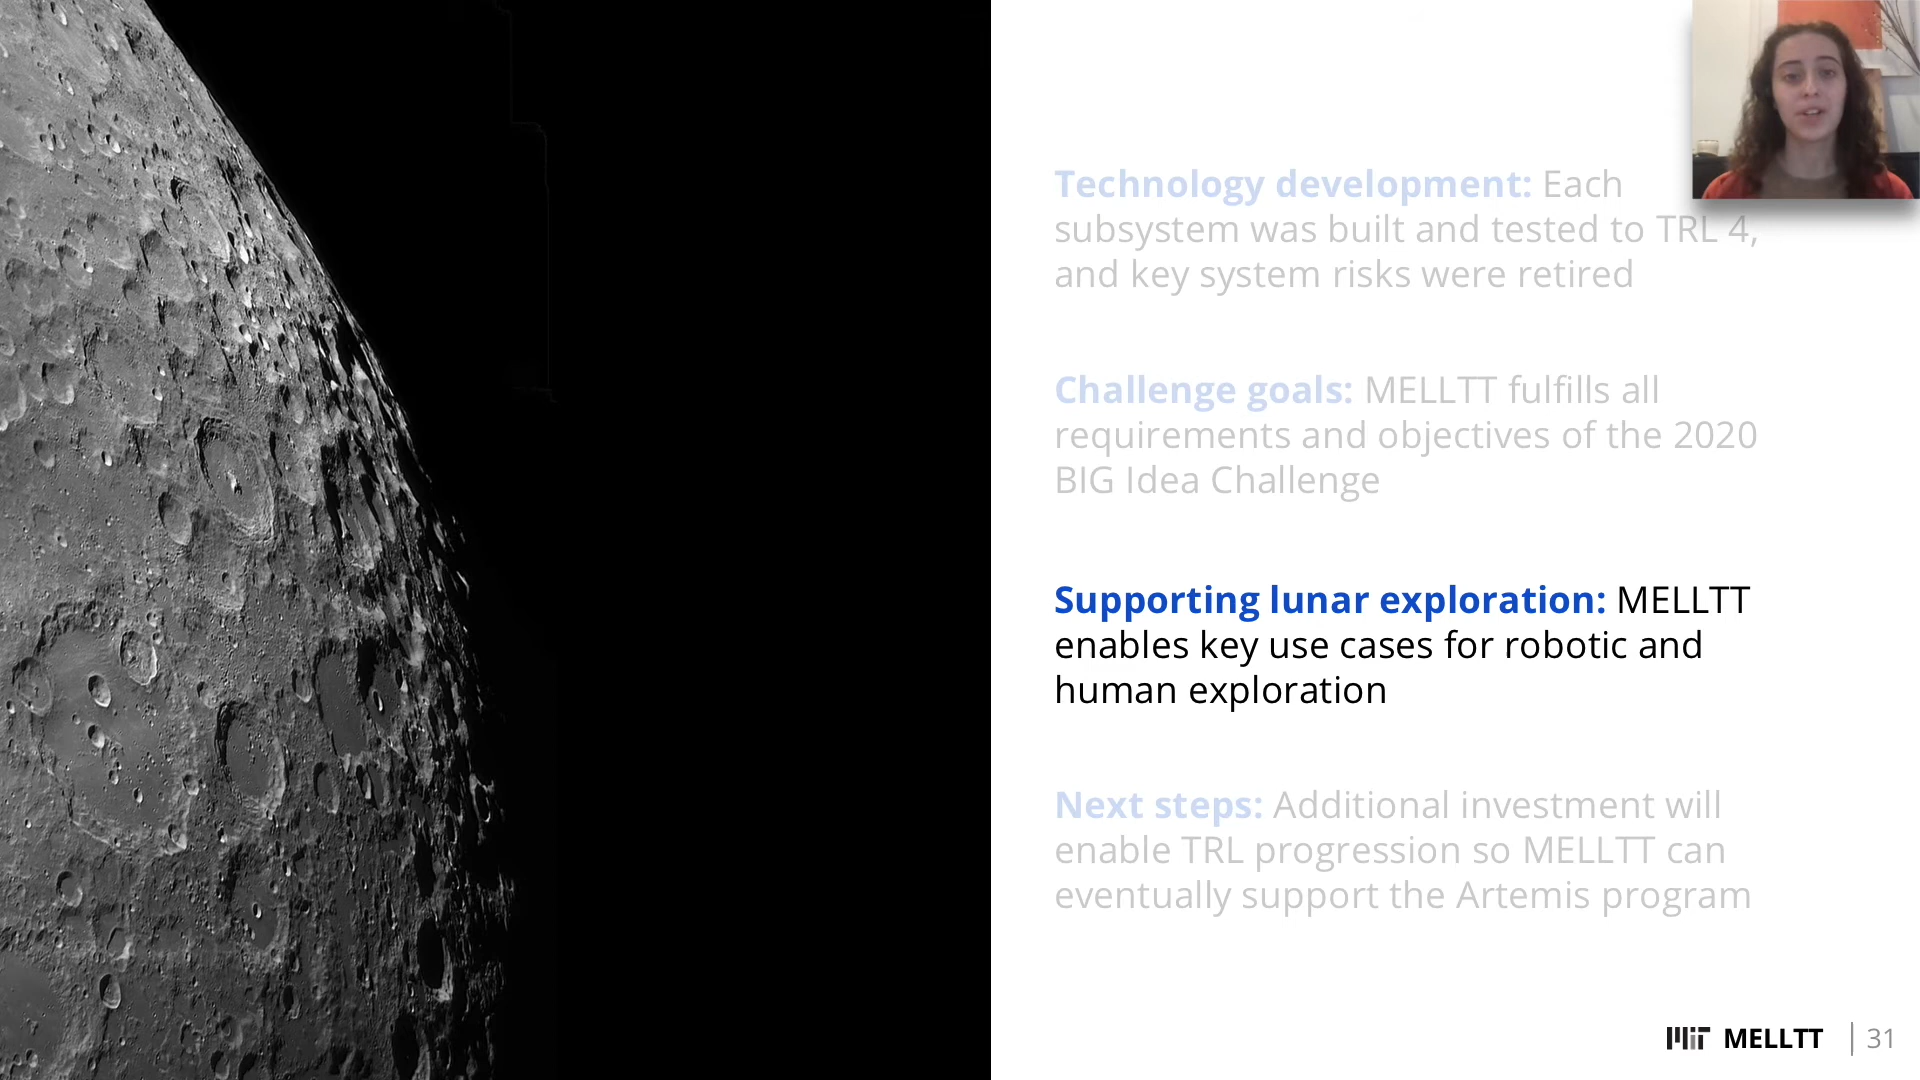 Technology development: Each
subsystem was built and tested to TRL 4,
and key system risks were retired
Challenge goals: MELLTT fulfills all
requirements and objectives of the 2020
BIG Idea Challenge
Supporting lunar exploration: MELLTT
enables key use cases for robotic and
human exploration
Next steps: Additional investment will
enable TRL progression so MELLTT can
eventually support the Artemis program
MIT MELLTT | 31